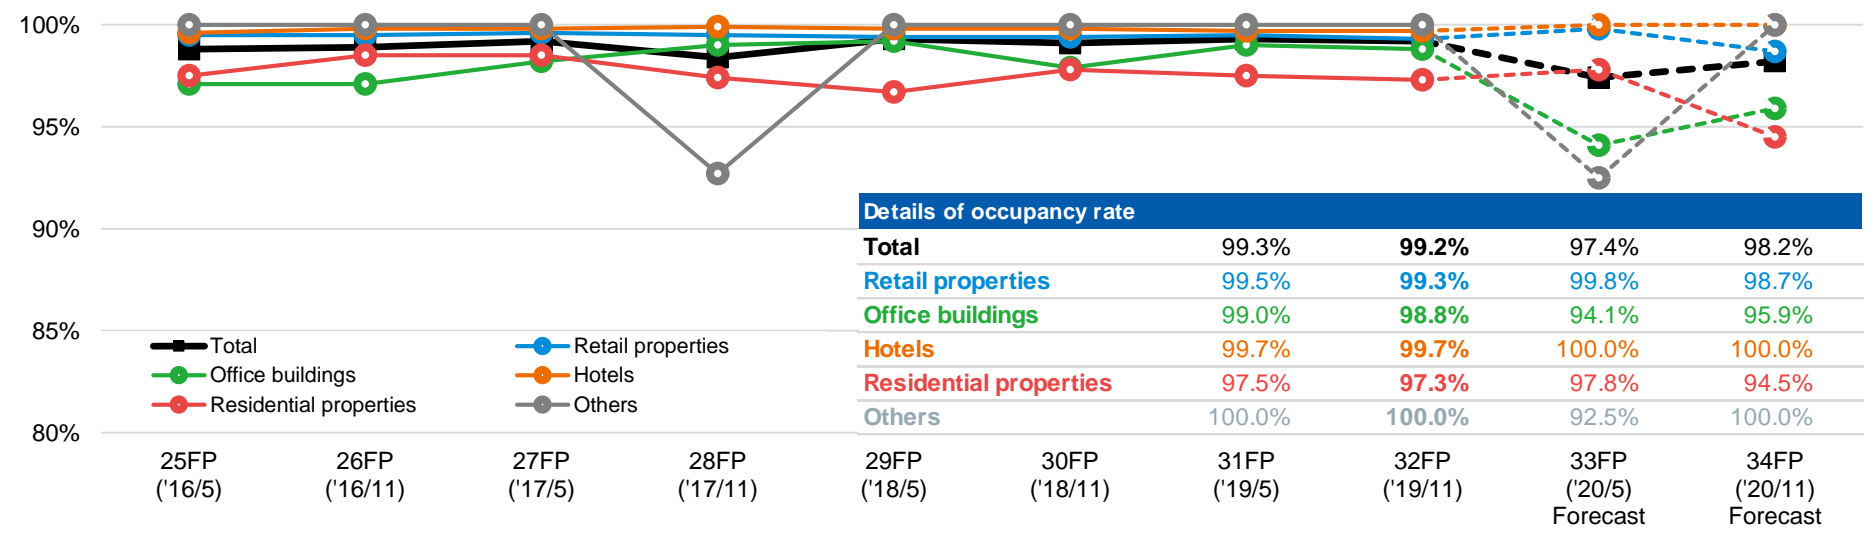 100%
95%
90%
85%
80%
Total
Retail properties
Office buildings
Hotels
Residential properties
Others
Details of occupancy rate
Total 99.3% 99.2% 97.4% 98.2%
Retail properties 99.5% 99.3% 99.8% 98.7%
Office buildings 99.0% 98.8% 94.1% 95.9%
Hotels 99.7% 99.7% 100.0% 100.0%
Residential properties 97.5% 97.3% 97.8% 94.5%
Others 100.0% 100.0% 92.5% 100.0%
25FP 26FP 27FP 28FP 29FP 30FP 31FP 32FP 33FP 34FP
('16/5) ('16/11) ('17/5) ('17/11) ('18/5) ('18/11) ('19/5) ('19/11) ('20/5) ('20/11)
Forecast Forecast